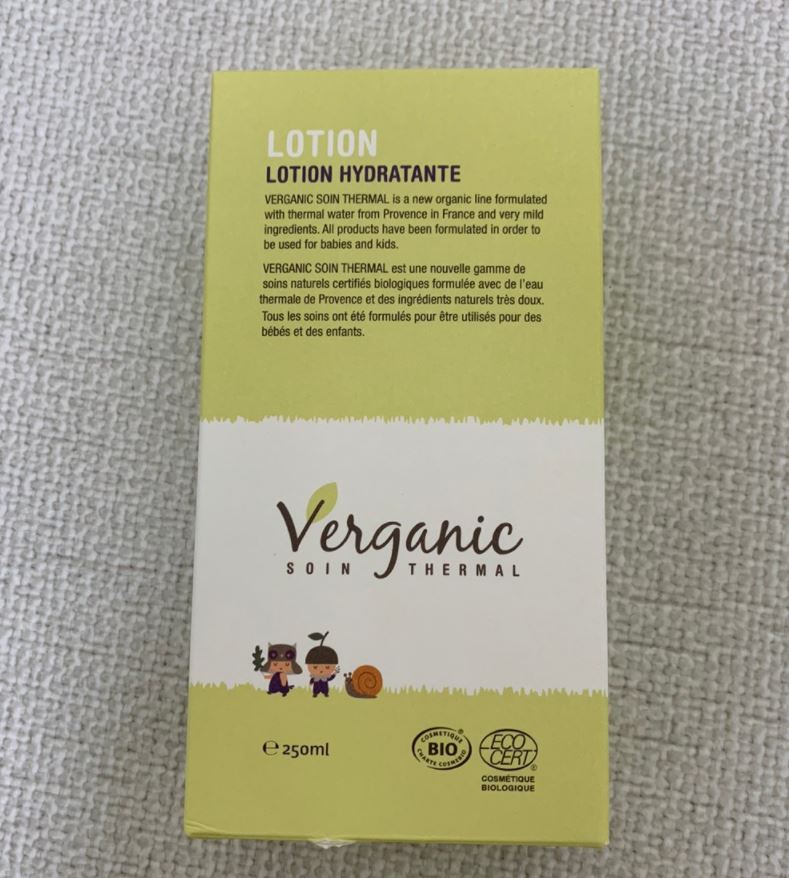 LOTION
LOTION HYDRATANTE
VERGANIC SOIN THERMAL is a new organic line formulated
with thermal water from Provence in France and very mild
ingredients. All products have been formulated in order to
be used for babies and kids.
VERGANIC SOIN THERMAL est une nouvelle gamme de
soins naturels certifiés biologiques formulée avec de l'eau
thermale de Provence et des ingrédients naturels très doux.
Tous les soins ont été formulés pour être utilisés pour des
bébés et des enfants.
Verganic
SOIN THERMAL
℮ 250ml
COSMETIQUE ®
BIO
CHARTE COSMEBIO
ECO
CERT ®
COSMÉTIQUE
BIOLOGIQUE